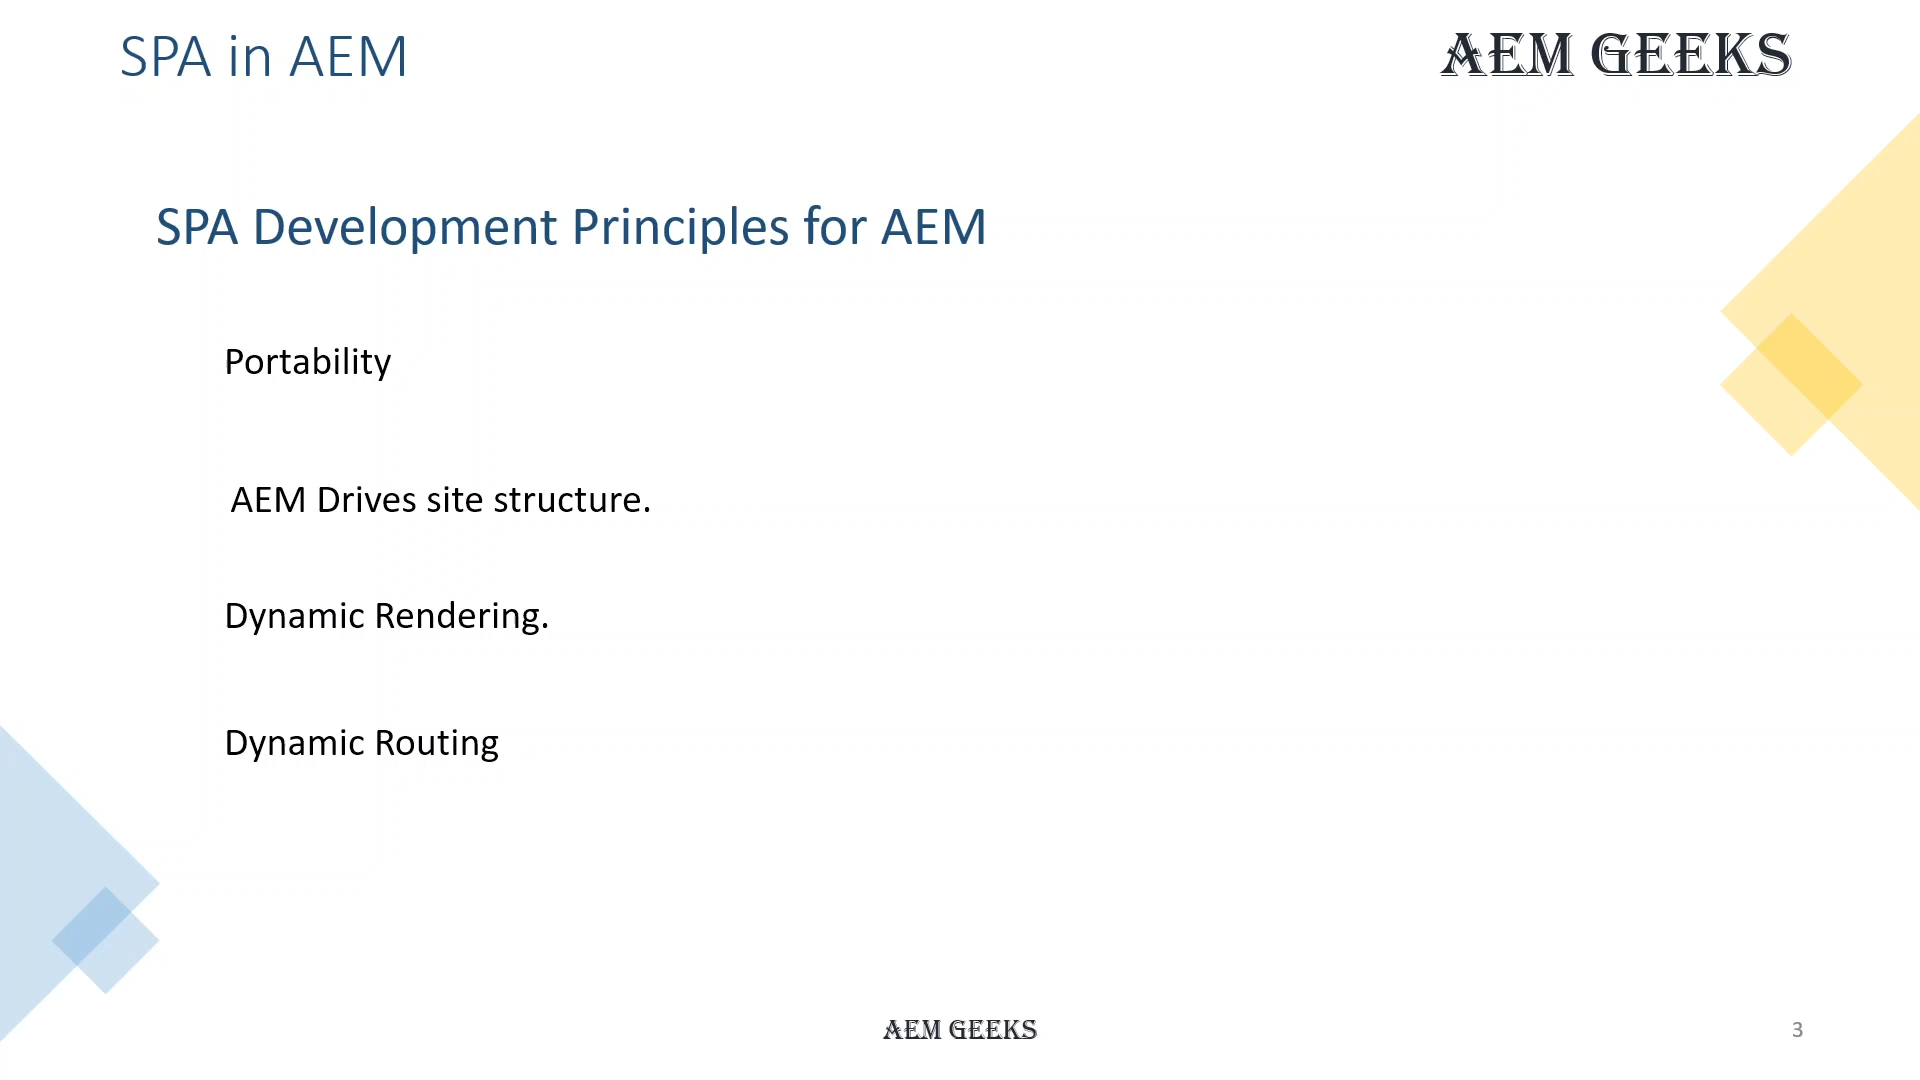 SPA in AEM
AEM GEEKS
SPA Development Principles for AEM
Portability
AEM Drives site structure.
Dynamic Rendering.
Dynamic Routing
AEM GEEKS
3